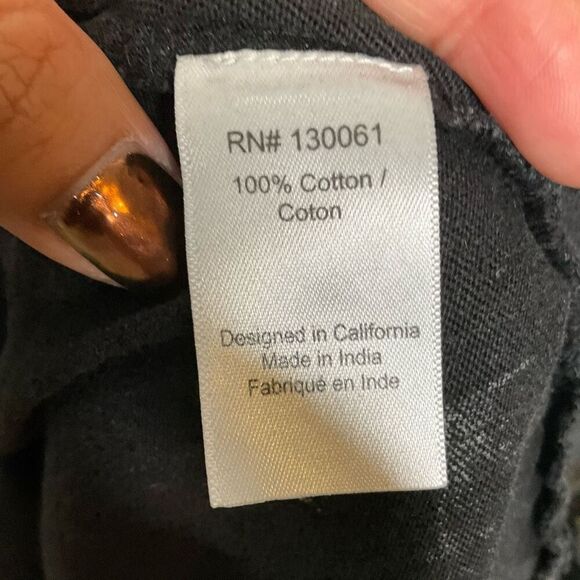 RN# 130061
100% Cotton /
Coton
Designed in California
Made in India
Fabriqué en Inde